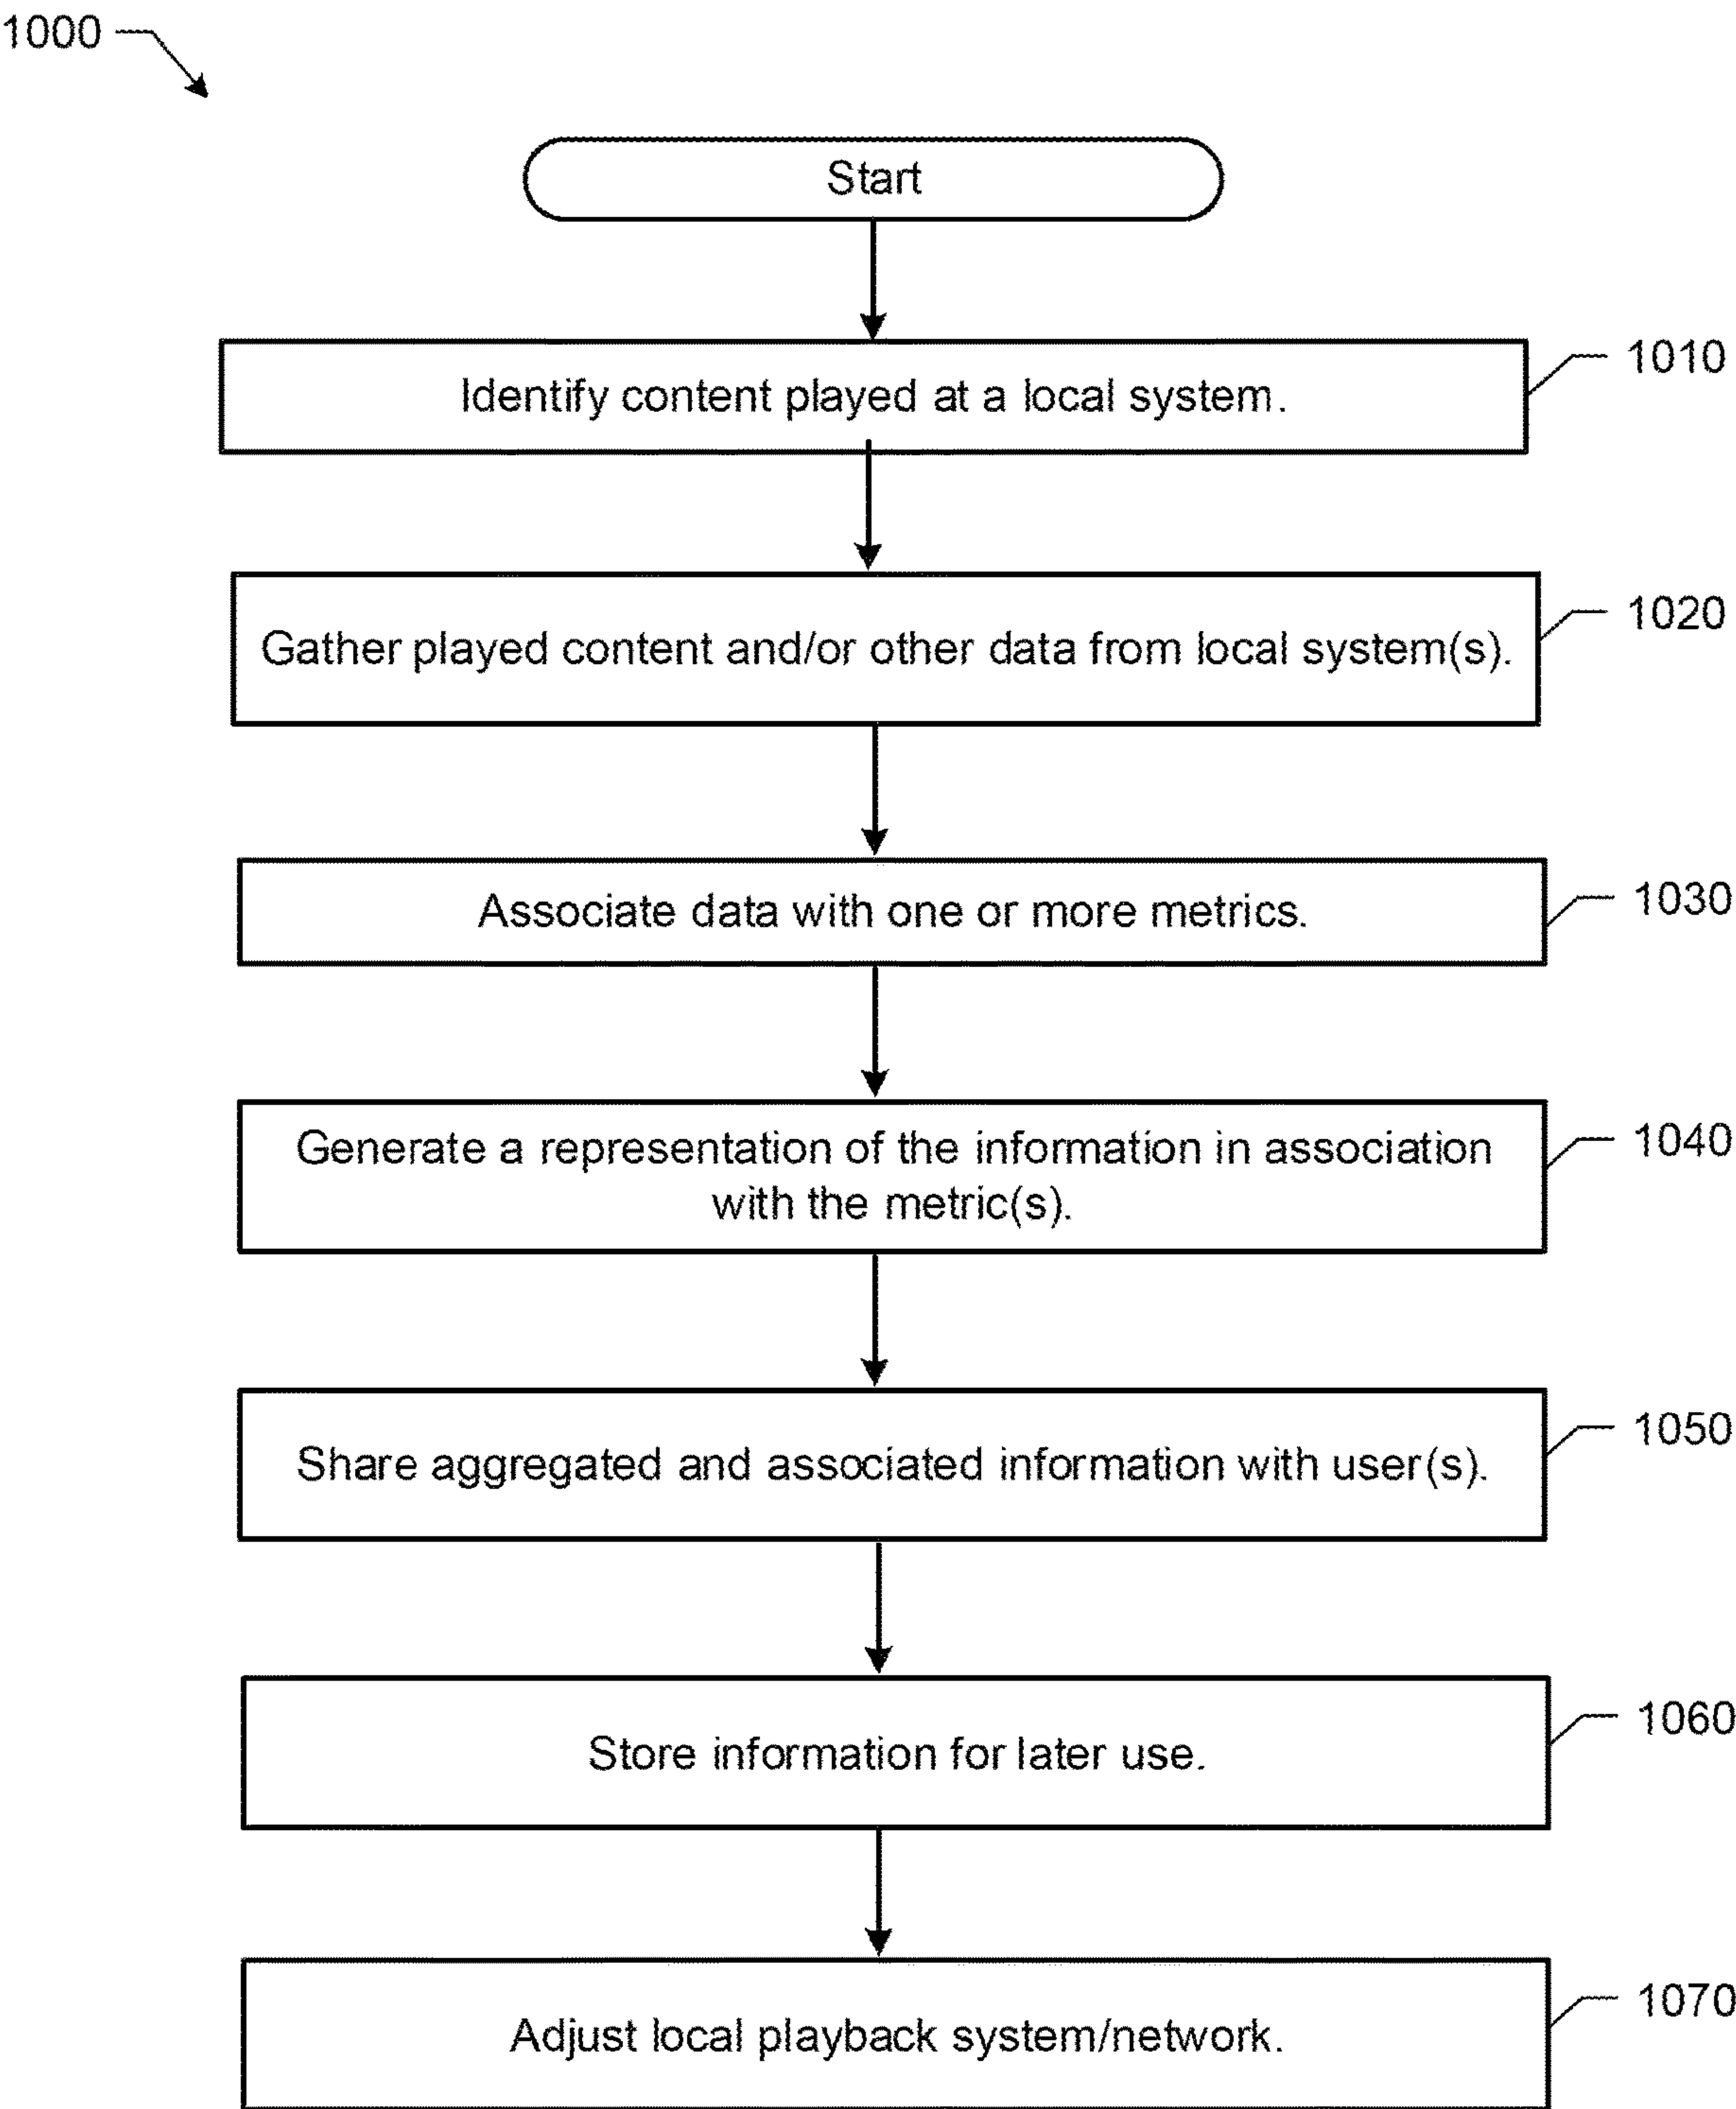 1000
Start
1010
Identify content played at a local system.
1020
Gather played content and/or other data from local system(s).
1030
Associate data with one or more metrics.
1040
Generate a representation of the information in association
with the metric(s).
1050
Share aggregated and associated information with user(s).
1060
Store information for later use.
1070
Adjust local playback system/network.